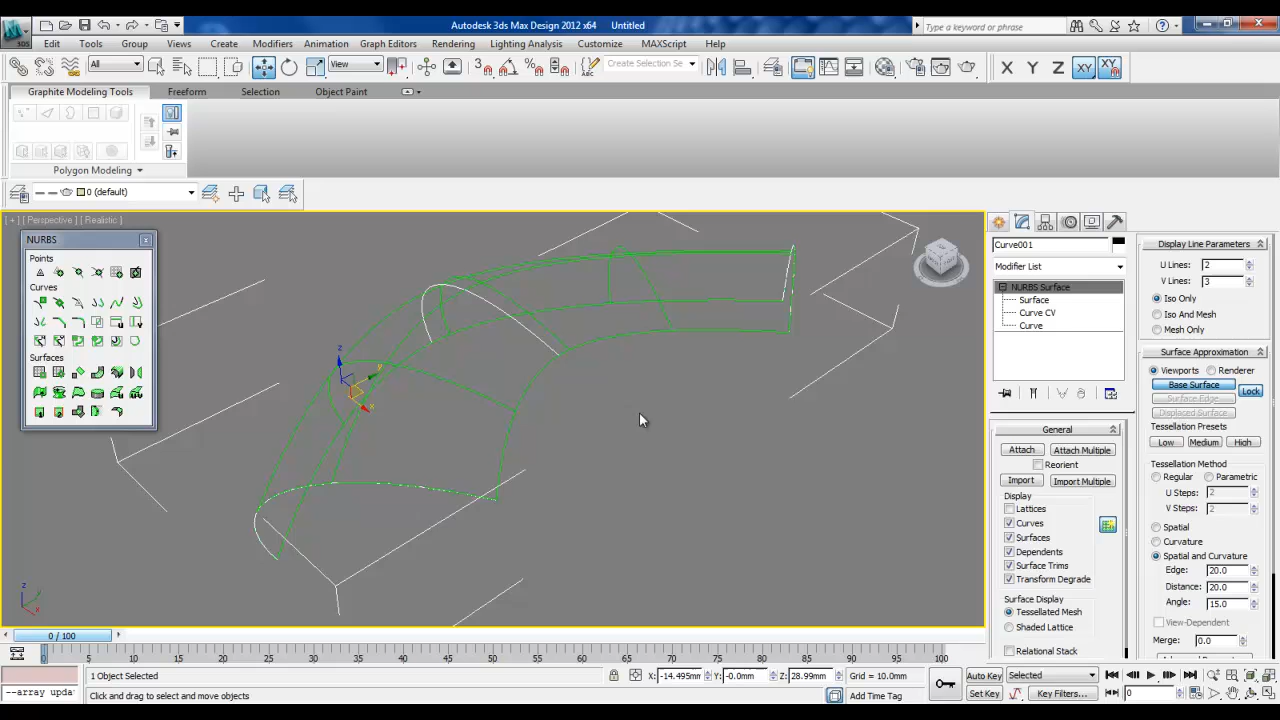 Autodesk 3ds Max Design 2012 x64 Untitled
Type a keyword or phrase
3DS
Edit Tools Group Views Create Modifiers Animation Graph Editors Rendering Lighting Analysis Customize MAXScript Help
All View 3 Create Selection Se X Y Z XY XY
Graphite Modeling Tools Freeform Selection Object Paint
Polygon Modeling
0 (default)
[ + ] [ Perspective ] [ Realistic ]
NURBS
Points
Curves
Surfaces
z
y
x
z
x
Curve001
Modifier List
NURBS Surface
Surface
Curve CV
Curve
General
Attach Attach Multiple
Reorient
Import Import Multiple
Display
Lattices
Curves
Surfaces
Dependents
Surface Trims
Transform Degrade
Surface Display
Tessellated Mesh
Shaded Lattice
Relational Stack
Display Line Parameters
U Lines: 2
V Lines: 3
Iso Only
Iso And Mesh
Mesh Only
Surface Approximation
Viewports Renderer
Base Surface
Surface Edge
Displaced Surface
Lock
Tessellation Presets
Low Medium High
Tessellation Method
Regular Parametric
U Steps: 2
V Steps: 2
Spatial
Curvature
Spatial and Curvature
Edge: 20.0
Distance: 20.0
Angle: 15.0
View-Dependent
Merge: 0.0
0 / 100
0 5 10 15 20 25 30 35 40 45 50 55 60 65 70 75 80 85 90 95 100
1 Object Selected X: -14.495mm Y: -0.0mm Z: 28.99mm Grid = 10.0mm Auto Key Selected
--array upda Click and drag to select and move objects Add Time Tag Set Key Key Filters... 0